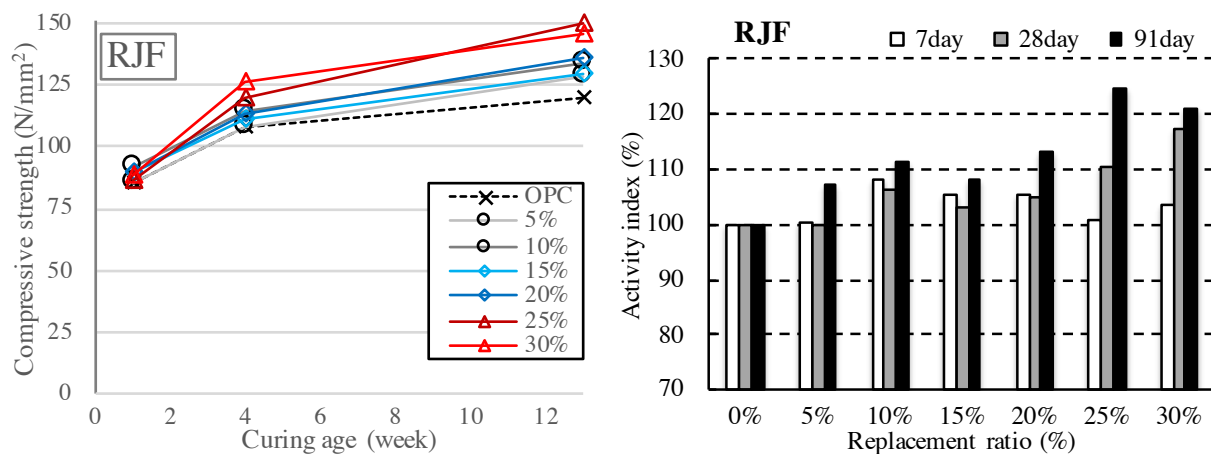 150
125
100
75
50
25
0
Compressive strength (N/mm²)
RJF
OPC
5%
10%
15%
20%
25%
30%
0 2 4 6 8 10 12
Curing age (week)
RJF
7day 28day 91day
130
120
110
100
90
80
70
Activity index (%)
0% 5% 10% 15% 20% 25% 30%
Replacement ratio (%)